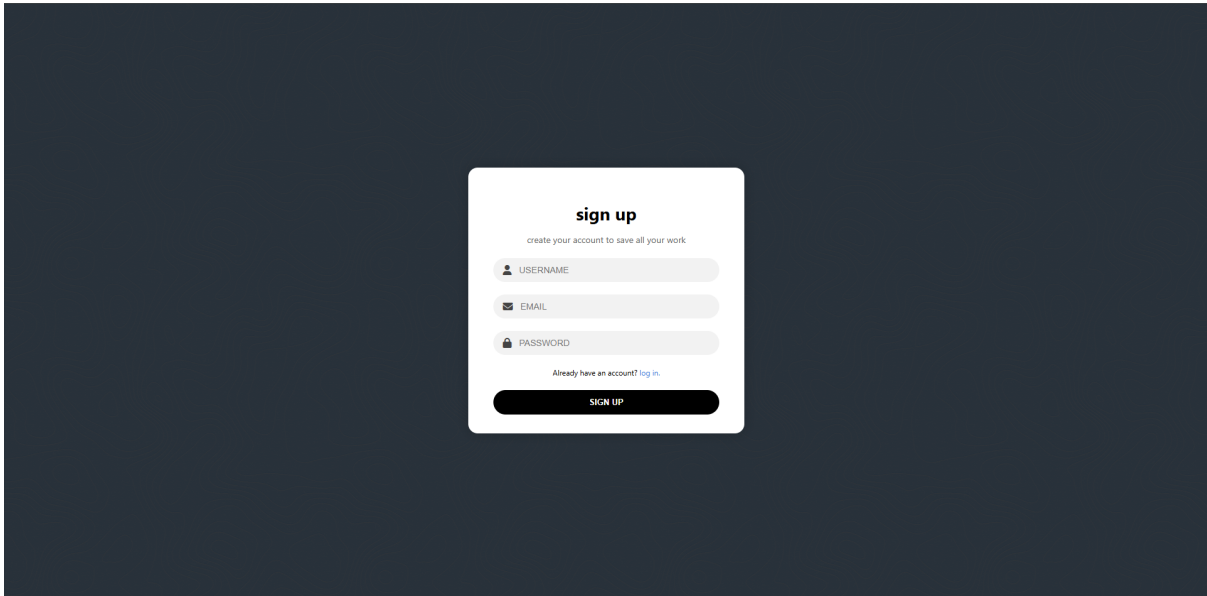 sign up
create your account to save all your work
USERNAME
EMAIL
PASSWORD
Already have an account? log in.
SIGN UP